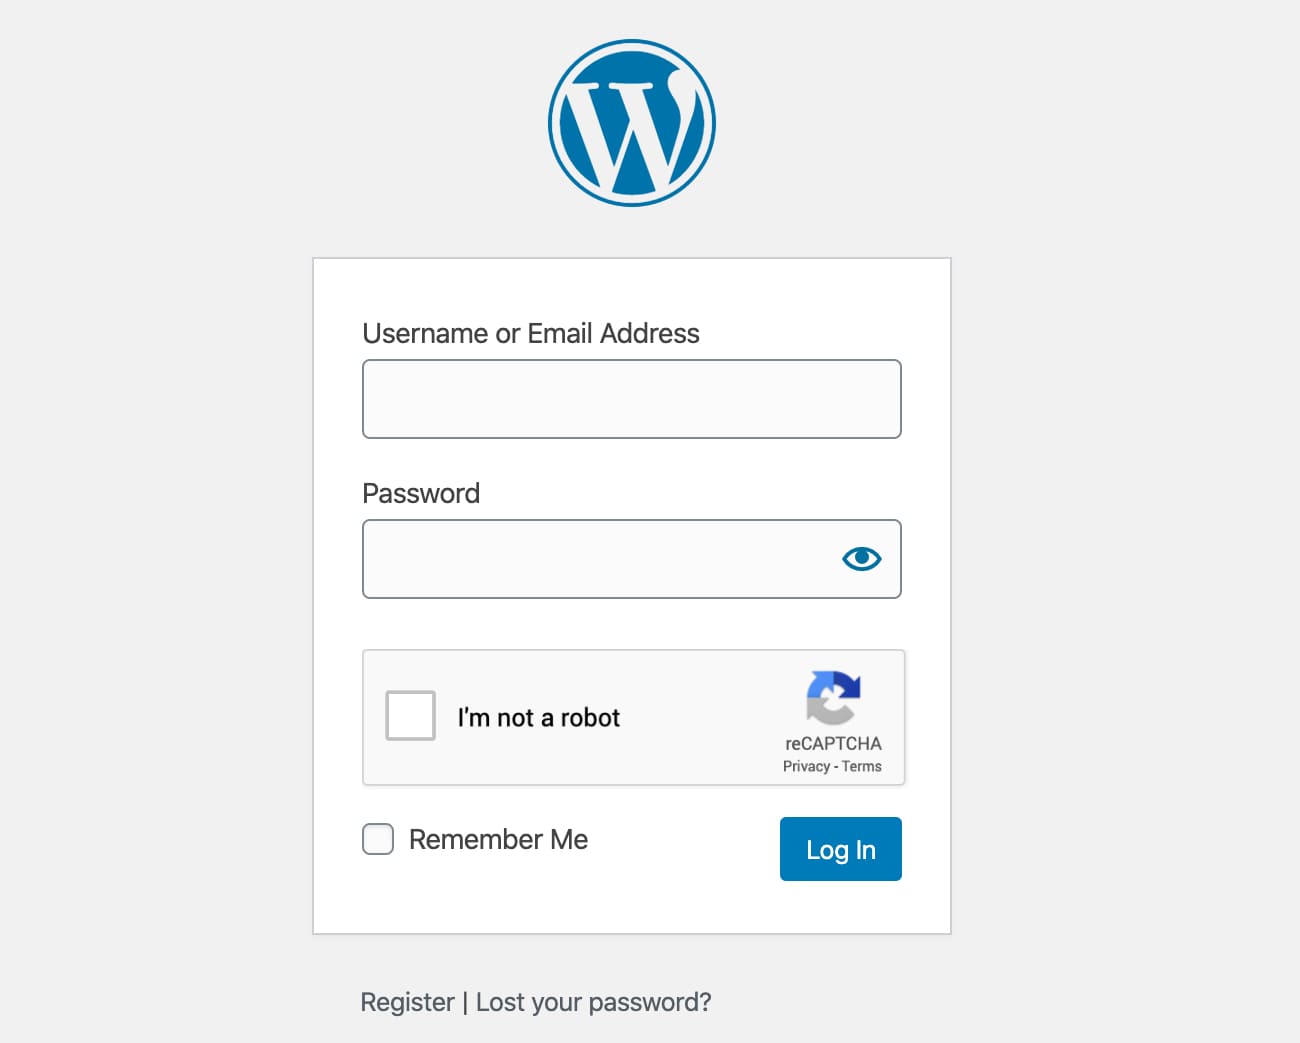 Username or Email Address
Password
I'm not a robot
reCAPTCHA
Privacy - Terms
Remember Me
Log In
Register | Lost your password?